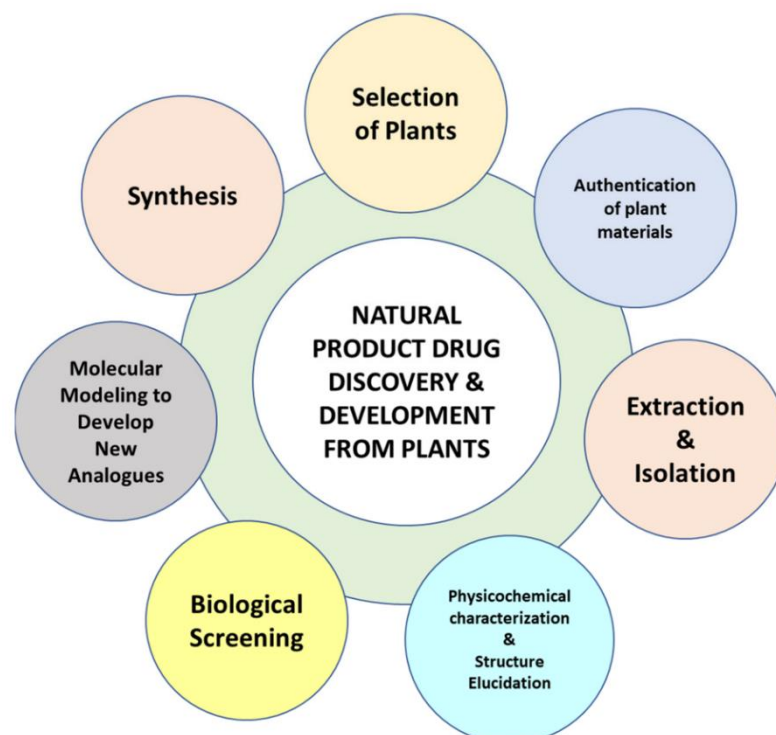 Selection
of Plants
Authentication
of plant
materials
Extraction
&
Isolation
Physicochemical
characterization
&
Structure
Elucidation
Biological
Screening
Molecular
Modeling to
Develop
New
Analogues
Synthesis
NATURAL
PRODUCT DRUG
DISCOVERY &
DEVELOPMENT
FROM PLANTS